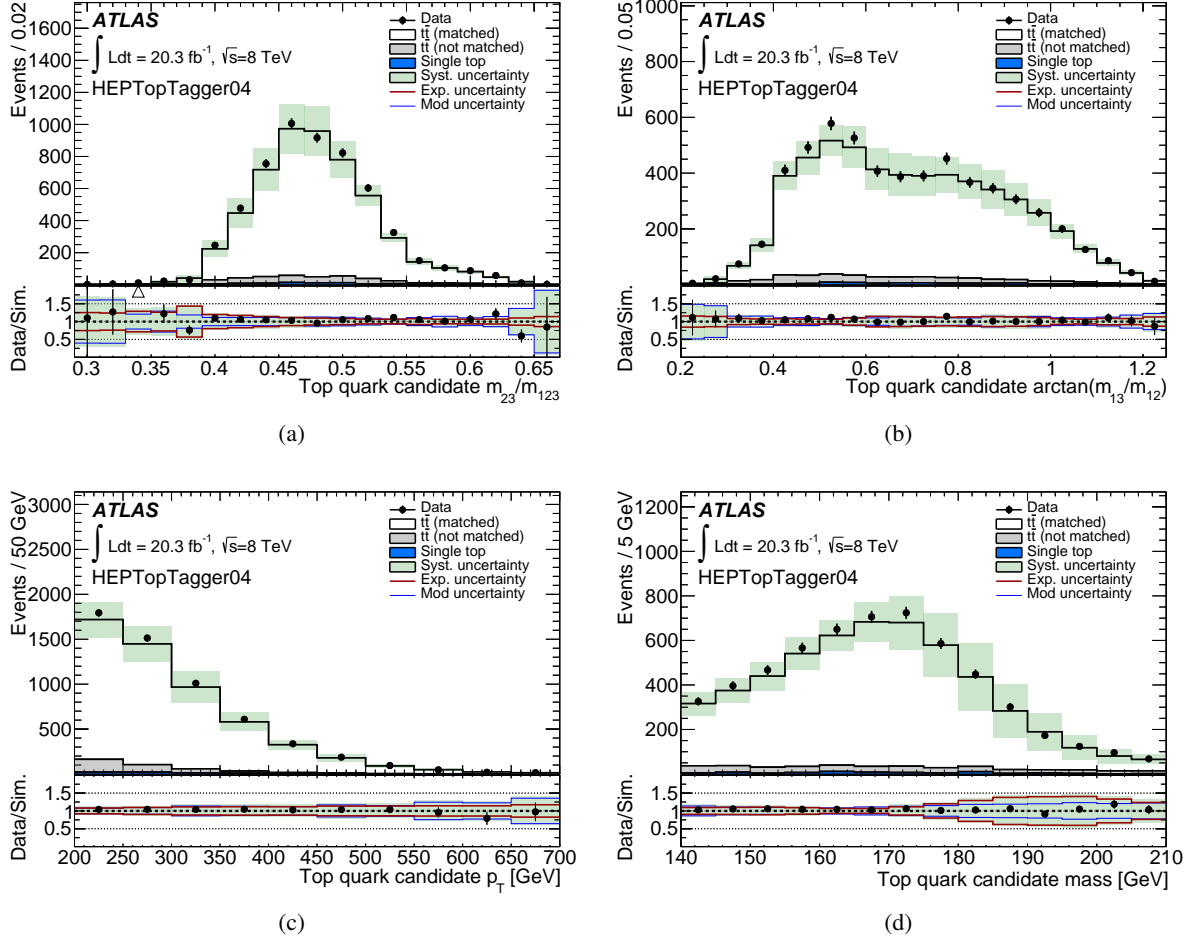 ATLAS
∫ Ldt = 20.3 fb⁻¹, √s=8 TeV
HEPTopTagger04
Data
tt̄ (matched)
tt̄ (not matched)
Single top
Syst. uncertainty
Exp. uncertainty
Mod uncertainty
Events / 0.02
1600
1400
1200
1000
800
600
400
200
Data/Sim.
1.5
1
0.5
0.3 0.35 0.4 0.45 0.5 0.55 0.6 0.65
Top quark candidate m₂₃/m₁₂₃
(a)
ATLAS
∫ Ldt = 20.3 fb⁻¹, √s=8 TeV
HEPTopTagger04
Data
tt̄ (matched)
tt̄ (not matched)
Single top
Syst. uncertainty
Exp. uncertainty
Mod uncertainty
Events / 0.05
1000
800
600
400
200
Data/Sim.
1.5
1
0.5
0.2 0.4 0.6 0.8 1 1.2
Top quark candidate arctan(m₁₃/m₁₂)
(b)
ATLAS
∫ Ldt = 20.3 fb⁻¹, √s=8 TeV
HEPTopTagger04
Data
tt̄ (matched)
tt̄ (not matched)
Single top
Syst. uncertainty
Exp. uncertainty
Mod uncertainty
Events / 50 GeV
3000
2500
2000
1500
1000
500
Data/Sim.
1.5
1
0.5
200 250 300 350 400 450 500 550 600 650 700
Top quark candidate p_T [GeV]
(c)
ATLAS
∫ Ldt = 20.3 fb⁻¹, √s=8 TeV
HEPTopTagger04
Data
tt̄ (matched)
tt̄ (not matched)
Single top
Syst. uncertainty
Exp. uncertainty
Mod uncertainty
Events / 5 GeV
1200
1000
800
600
400
200
Data/Sim.
1.5
1
0.5
140 150 160 170 180 190 200 210
Top quark candidate mass [GeV]
(d)